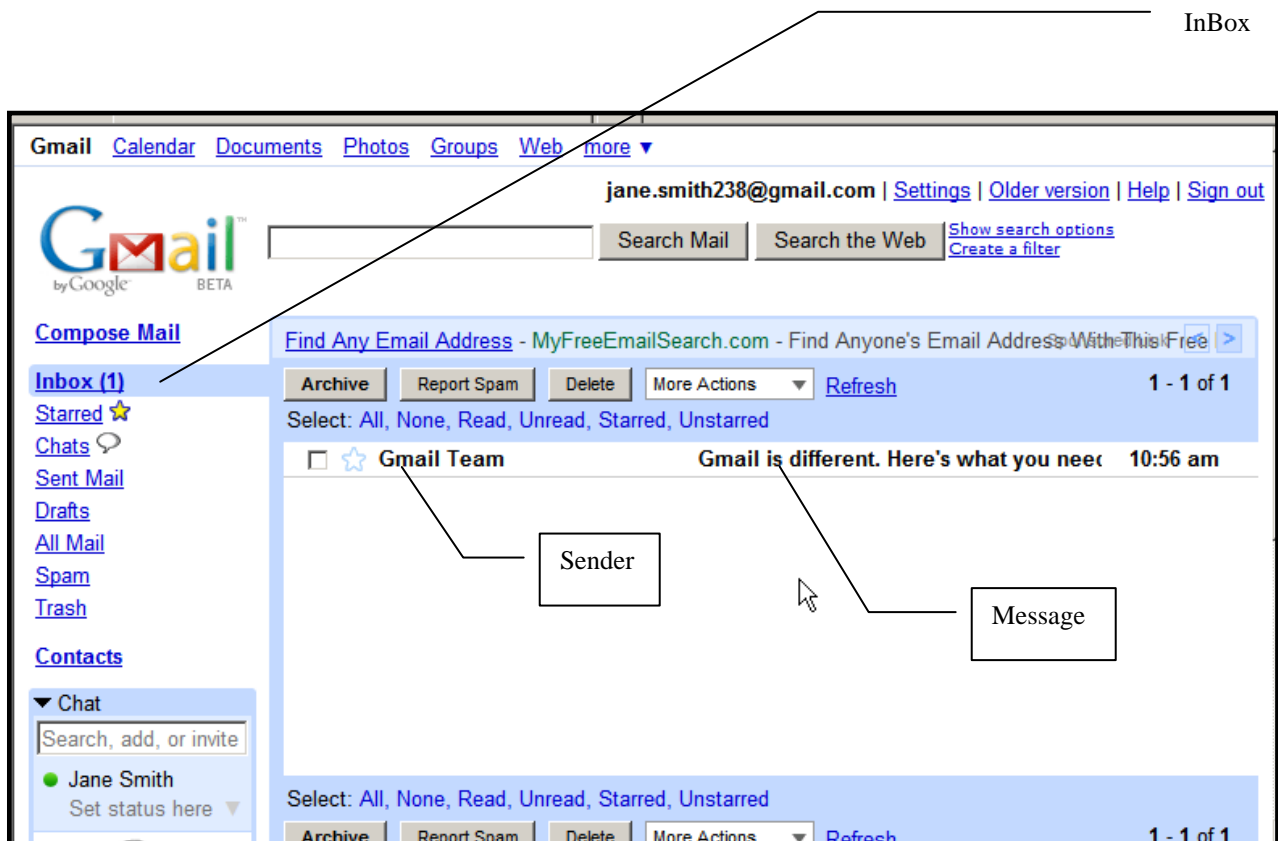 InBox
Gmail Calendar Documents Photos Groups Web more ▼
jane.smith238@gmail.com | Settings | Older version | Help | Sign out
Gmail™
by Google BETA
Search Mail Search the Web
Show search options
Create a filter
Compose Mail
Find Any Email Address - MyFreeEmailSearch.com - Find Anyone's Email Address With This Free < >
Inbox (1)
Archive Report Spam Delete More Actions Refresh 1 - 1 of 1
Starred
Select: All, None, Read, Unread, Starred, Unstarred
Chats
Gmail Team Gmail is different. Here's what you need 10:56 am
Sent Mail
Drafts
All Mail
Spam
Trash
Sender
Message
Contacts
Chat
Search, add, or invite
Jane Smith
Set status here
Select: All, None, Read, Unread, Starred, Unstarred
Archive Report Spam Delete More Actions Refresh 1 - 1 of 1